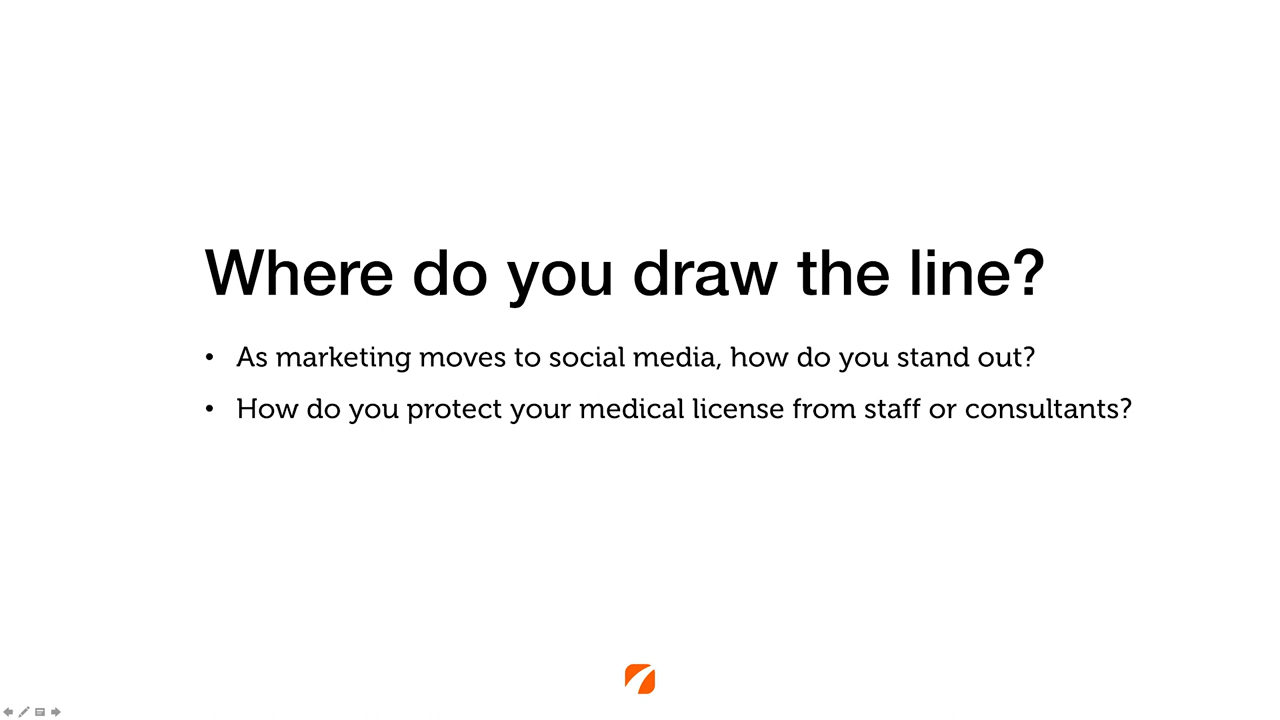 Where do you draw the line?
• As marketing moves to social media, how do you stand out?
• How do you protect your medical license from staff or consultants?